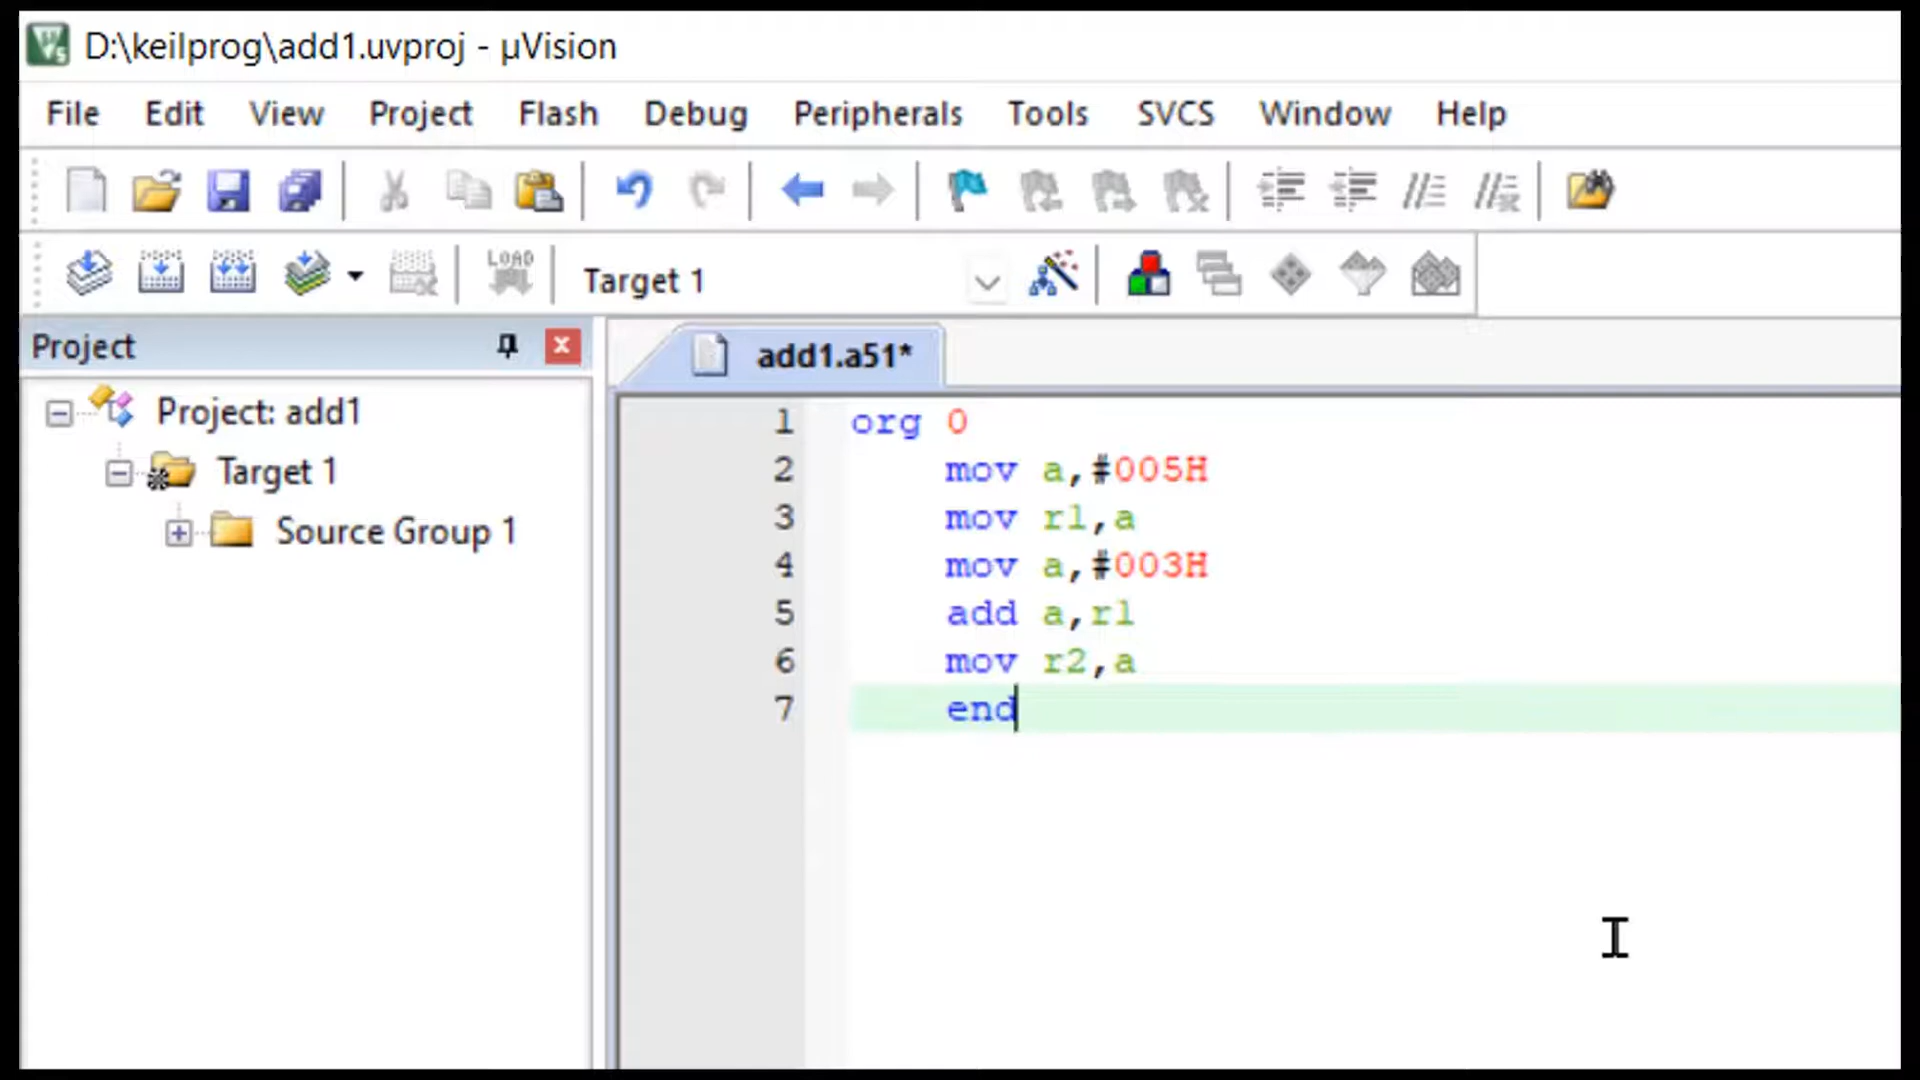 D:\keilprog\add1.uvproj - µVision
File Edit View Project Flash Debug Peripherals Tools SVCS Window Help
LOAD
Target 1
Project
add1.a51*
Project: add1
Target 1
Source Group 1
1 org 0
2 mov a,#005H
3 mov r1,a
4 mov a,#003H
5 add a,r1
6 mov r2,a
7 end